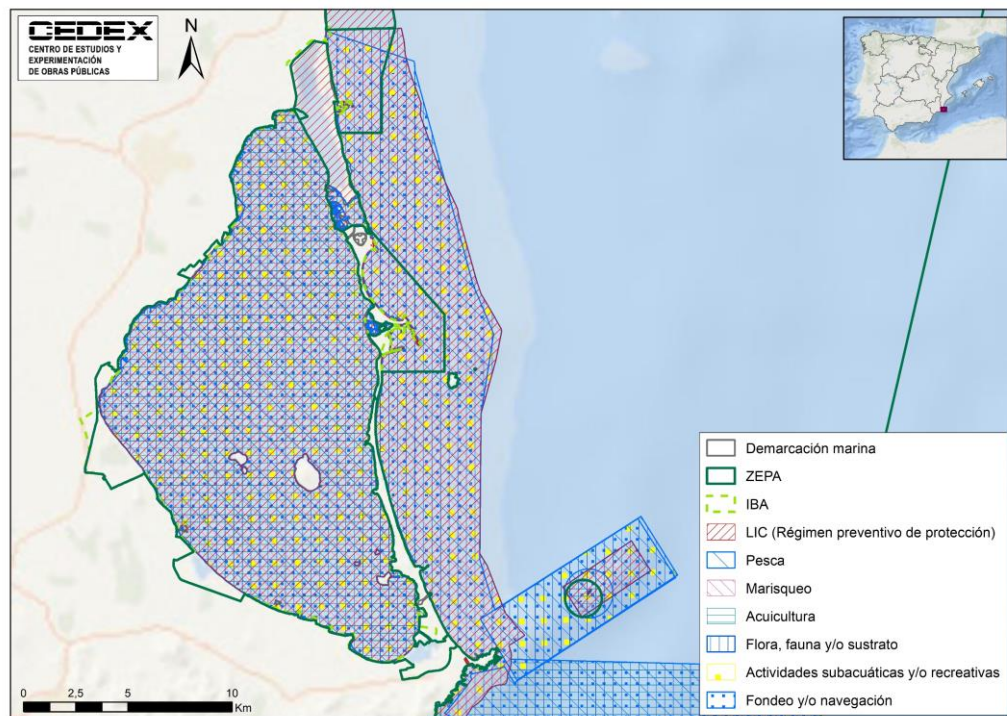 CEDEX
CENTRO DE ESTUDIOS Y
EXPERIMENTACIÓN
DE OBRAS PÚBLICAS
N
Demarcación marina
ZEPA
IBA
LIC (Régimen preventivo de protección)
Pesca
Marisqueo
Acuicultura
Flora, fauna y/o sustrato
Actividades subacuáticas y/o recreativas
Fondeo y/o navegación
0 2,5 5 10
Km